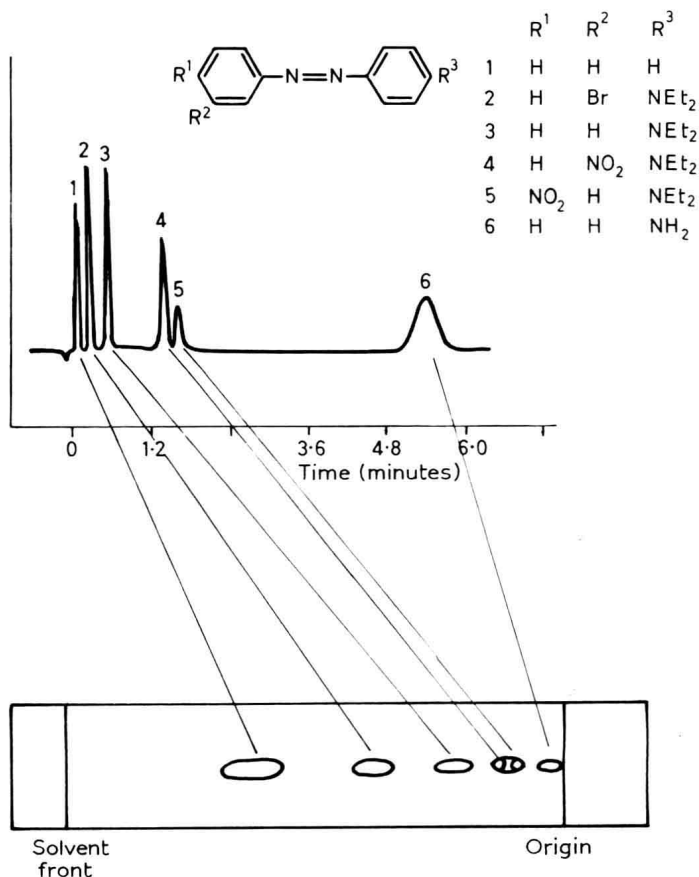 R¹ R² R³
1 H H H
2 H Br NEt₂
3 H H NEt₂
4 H NO₂ NEt₂
5 NO₂ H NEt₂
6 H H NH₂
R¹ N=N R³
R²
1 2 3 4 5 6
0 1·2 3·6 4·8 6·0
Time (minutes)
Solvent front
Origin